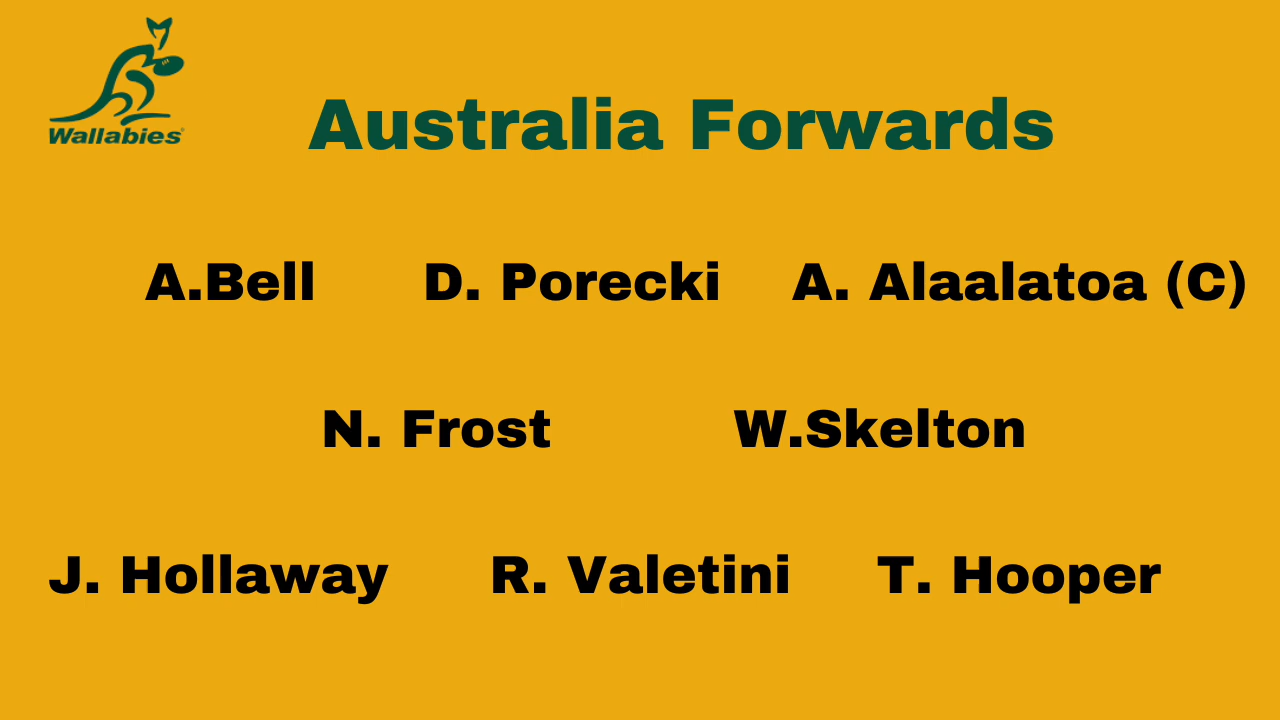 Wallabies
Australia Forwards
A.Bell D. Porecki A. Alaalatoa (C)
N. Frost W.Skelton
J. Hollaway R. Valetini T. Hooper